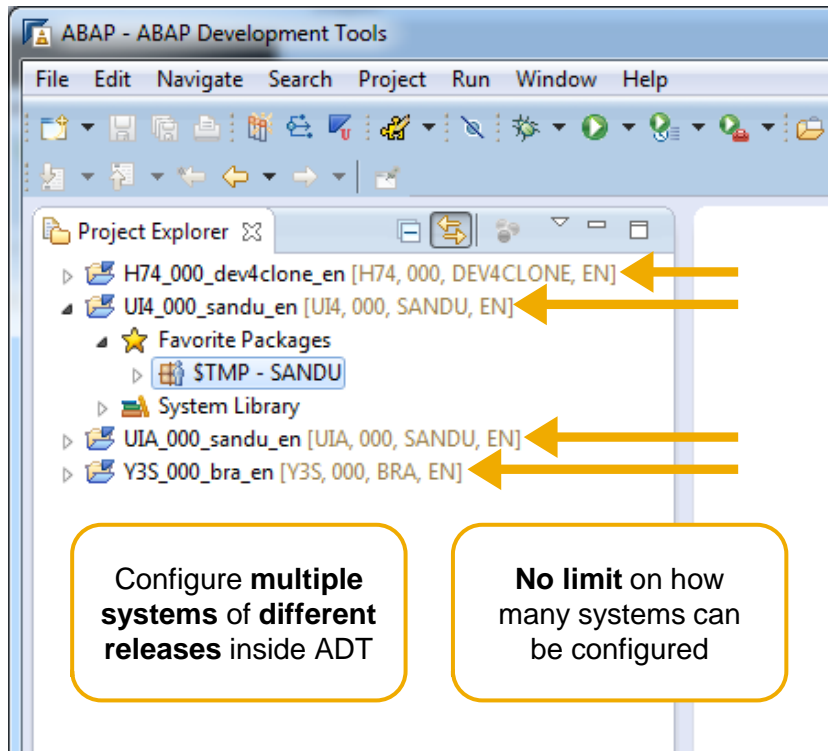 ABAP - ABAP Development Tools
File Edit Navigate Search Project Run Window Help
Project Explorer
H74_000_dev4clone_en [H74, 000, DEV4CLONE, EN]
UI4_000_sandu_en [UI4, 000, SANDU, EN]
Favorite Packages
$TMP - SANDU
System Library
UIA_000_sandu_en [UIA, 000, SANDU, EN]
Y3S_000_bra_en [Y3S, 000, BRA, EN]
Configure multiple
systems of different
releases inside ADT
No limit on how
many systems can
be configured